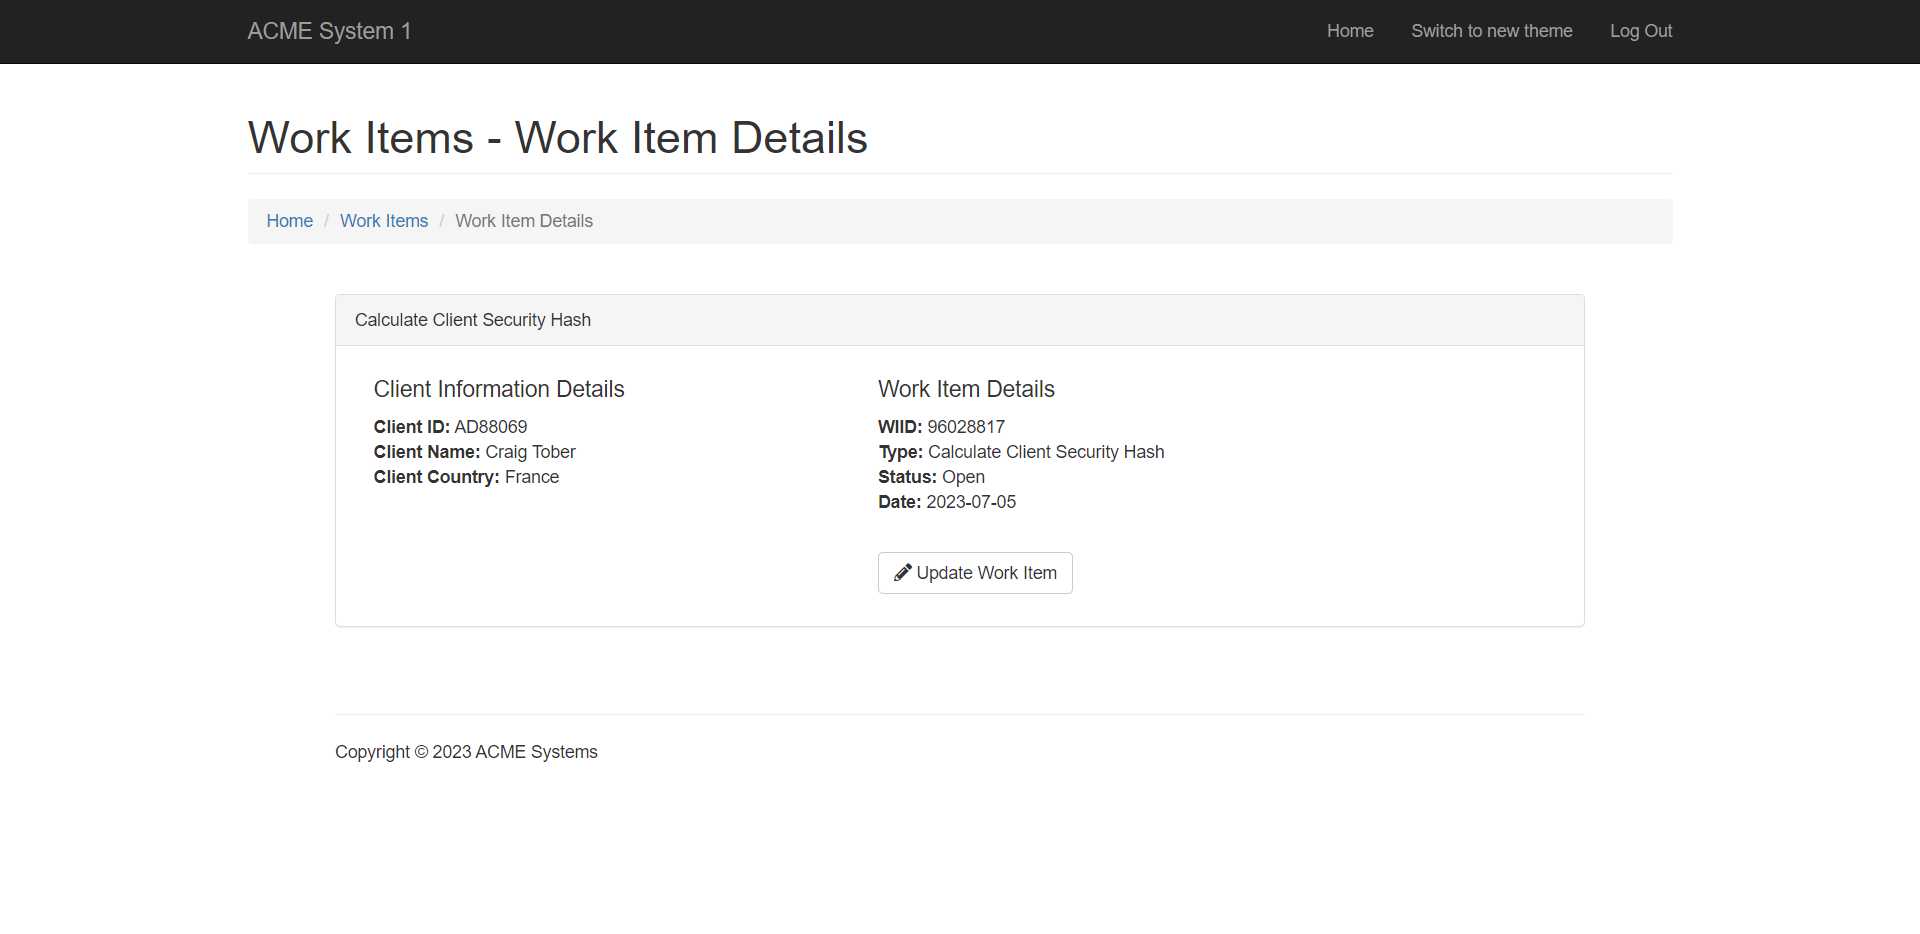 ACME System 1
Home
Switch to new theme
Log Out
Work Items - Work Item Details
Home / Work Items / Work Item Details
Calculate Client Security Hash
Client Information Details
Client ID: AD88069
Client Name: Craig Tober
Client Country: France
Work Item Details
WIID: 96028817
Type: Calculate Client Security Hash
Status: Open
Date: 2023-07-05
Update Work Item
Copyright © 2023 ACME Systems